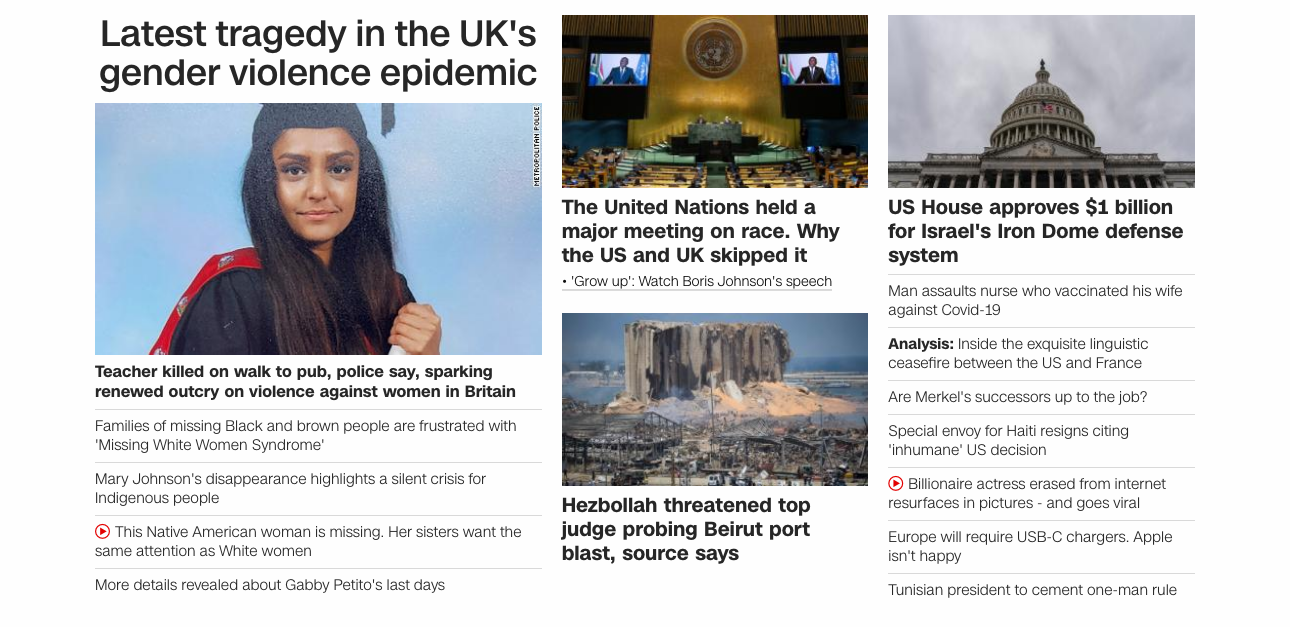 Latest tragedy in the UK's
gender violence epidemic
METROPOLITAN POLICE
Teacher killed on walk to pub, police say, sparking
renewed outcry on violence against women in Britain
Families of missing Black and brown people are frustrated with
'Missing White Women Syndrome'
Mary Johnson's disappearance highlights a silent crisis for
Indigenous people
This Native American woman is missing. Her sisters want the
same attention as White women
More details revealed about Gabby Petito's last days
The United Nations held a
major meeting on race. Why
the US and UK skipped it
• 'Grow up': Watch Boris Johnson's speech
Hezbollah threatened top
judge probing Beirut port
blast, source says
US House approves $1 billion
for Israel's Iron Dome defense
system
Man assaults nurse who vaccinated his wife
against Covid-19
Analysis: Inside the exquisite linguistic
ceasefire between the US and France
Are Merkel's successors up to the job?
Special envoy for Haiti resigns citing
'inhumane' US decision
Billionaire actress erased from internet
resurfaces in pictures - and goes viral
Europe will require USB-C chargers. Apple
isn't happy
Tunisian president to cement one-man rule